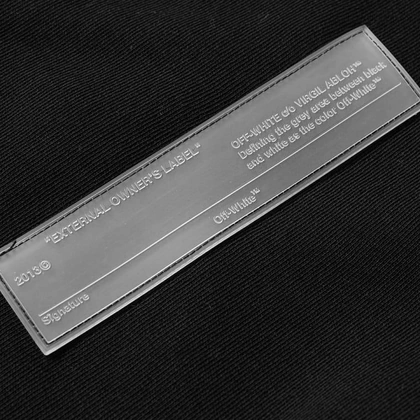 "EXTERNAL OWNER'S LABEL"
OFF-WHITE c/o VIRGIL ABLOH™
Defining the grey area between black
and white as the color Off-White™
2013©
Off-White™
Signature